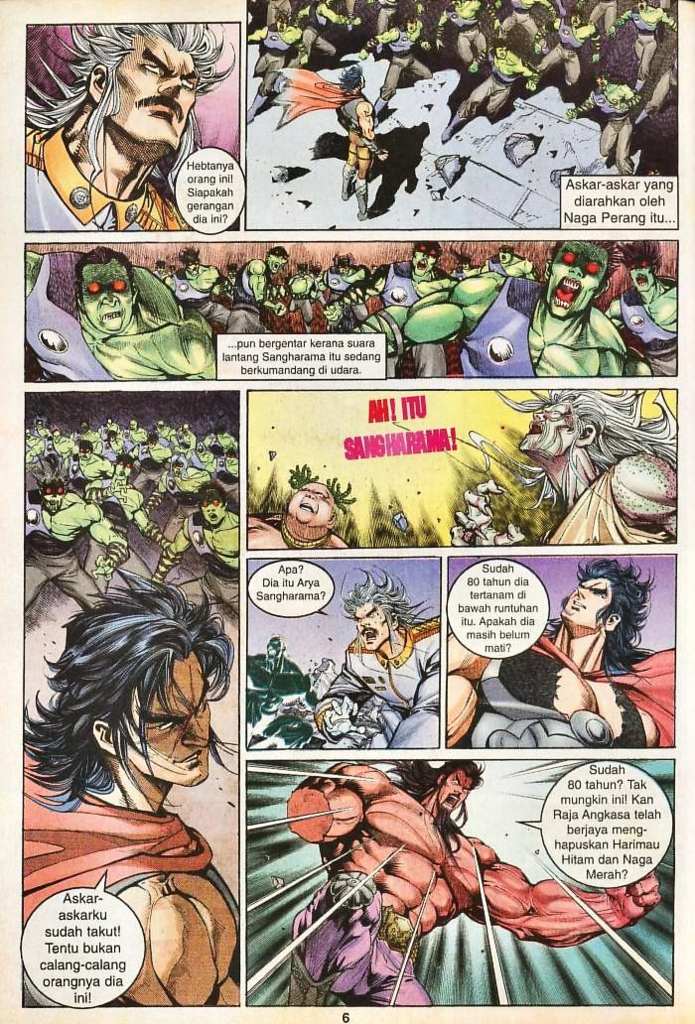 Hebtanya
orang ini!
Siapakah
gerangan
dia ini?
Askar-askar yang
diarahkan oleh
Naga Perang itu...
...pun bergentar kerana suara
lantang Sangharama itu sedang
berkumandang di udara.
AH! ITU
SANGHARAMA!
Apa?
Dia itu Arya
Sangharama?
Sudah
80 tahun dia
tertanam di
bawah runtuhan
itu. Apakah dia
masih belum
mati?
Askar-
askarku
sudah takut!
Tentu bukan
calang-calang
orangnya dia
ini!
Sudah
80 tahun? Tak
mungkin ini! Kan
Raja Angkasa telah
berjaya meng-
hapuskan Harimau
Hitam dan Naga
Merah?
6